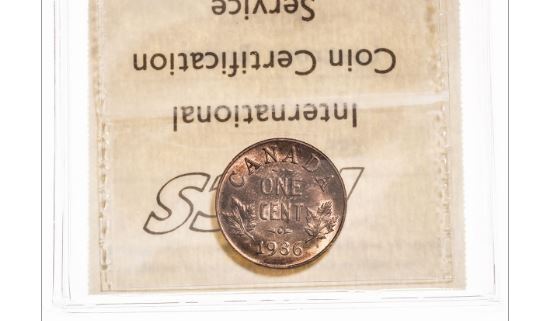 International
Coin Certification
Service
CANADA
ONE
CENT
1936